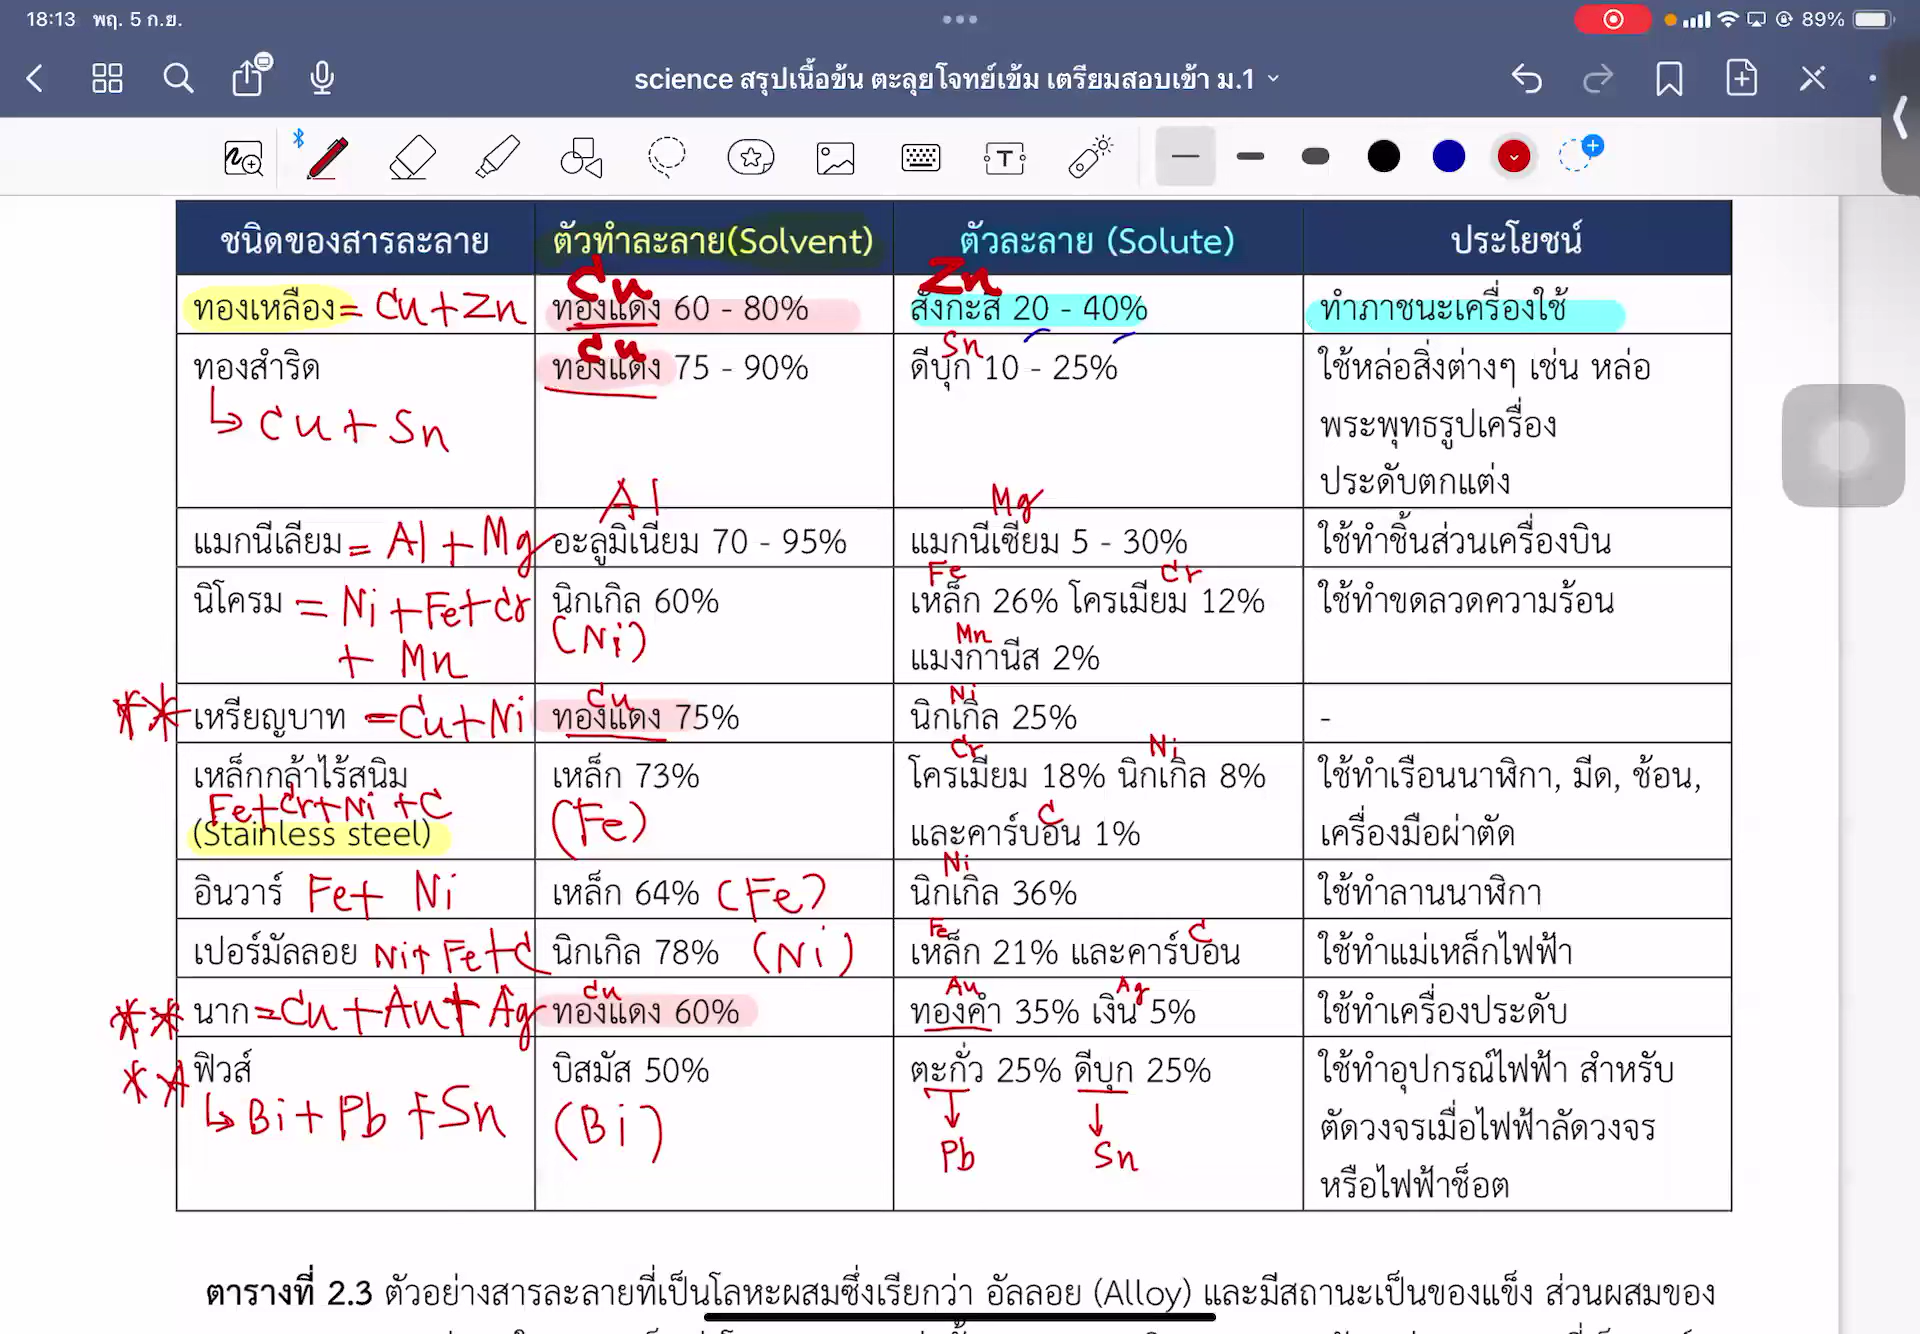 18:13 พฤ. 5 ก.ย.
89%
science สรุปเนื้อข้น ตะลุยโจทย์เข้ม เตรียมสอบเข้า ม.1
ชนิดของสารละลาย ตัวทำละลาย(Solvent) ตัวละลาย (Solute) ประโยชน์
Cu Zn
ทองเหลือง = Cu + Zn ทองแดง 60 - 80% สังกะสี 20 - 40% ทำภาชนะเครื่องใช้
Cu Sn
ทองสำริด ทองแดง 75 - 90% ดีบุก 10 - 25% ใช้หล่อสิ่งต่างๆ เช่น หล่อ
↳ Cu + Sn พระพุทธรูปเครื่อง
ประดับตกแต่ง
Al Mg
แมกนีเลียม = Al + Mg อะลูมิเนียม 70 - 95% แมกนีเซียม 5 - 30% ใช้ทำชิ้นส่วนเครื่องบิน
Fe Cr
นิโครม = Ni + Fe + Cr นิกเกิล 60% เหล็ก 26% โครเมียม 12% ใช้ทำขดลวดความร้อน
+ Mn (Ni) Mn
แมงกานีส 2%
Cu Ni
** เหรียญบาท = Cu + Ni ทองแดง 75% นิกเกิล 25% -
Cr Ni
เหล็กกล้าไร้สนิม เหล็ก 73% โครเมียม 18% นิกเกิล 8% ใช้ทำเรือนนาฬิกา, มีด, ช้อน,
Fe + Cr + Ni + C (Fe) C
(Stainless steel) และคาร์บอน 1% เครื่องมือผ่าตัด
Ni
อินวาร์ Fe + Ni เหล็ก 64% (Fe) นิกเกิล 36% ใช้ทำลานนาฬิกา
Fe C
เปอร์มัลลอย Ni + Fe + C นิกเกิล 78% (Ni) เหล็ก 21% และคาร์บอน ใช้ทำแม่เหล็กไฟฟ้า
Cu Au Ag
** นาก = Cu + Au + Ag ทองแดง 60% ทองคำ 35% เงิน 5% ใช้ทำเครื่องประดับ
** ฟิวส์ บิสมัส 50% ตะกั่ว 25% ดีบุก 25% ใช้ทำอุปกรณ์ไฟฟ้า สำหรับ
↳ Bi + Pb + Sn (Bi) ตัดวงจรเมื่อไฟฟ้าลัดวงจร
Pb Sn
หรือไฟฟ้าช็อต
ตารางที่ 2.3 ตัวอย่างสารละลายที่เป็นโลหะผสมซึ่งเรียกว่า อัลลอย (Alloy) และมีสถานะเป็นของแข็ง ส่วนผสมของ